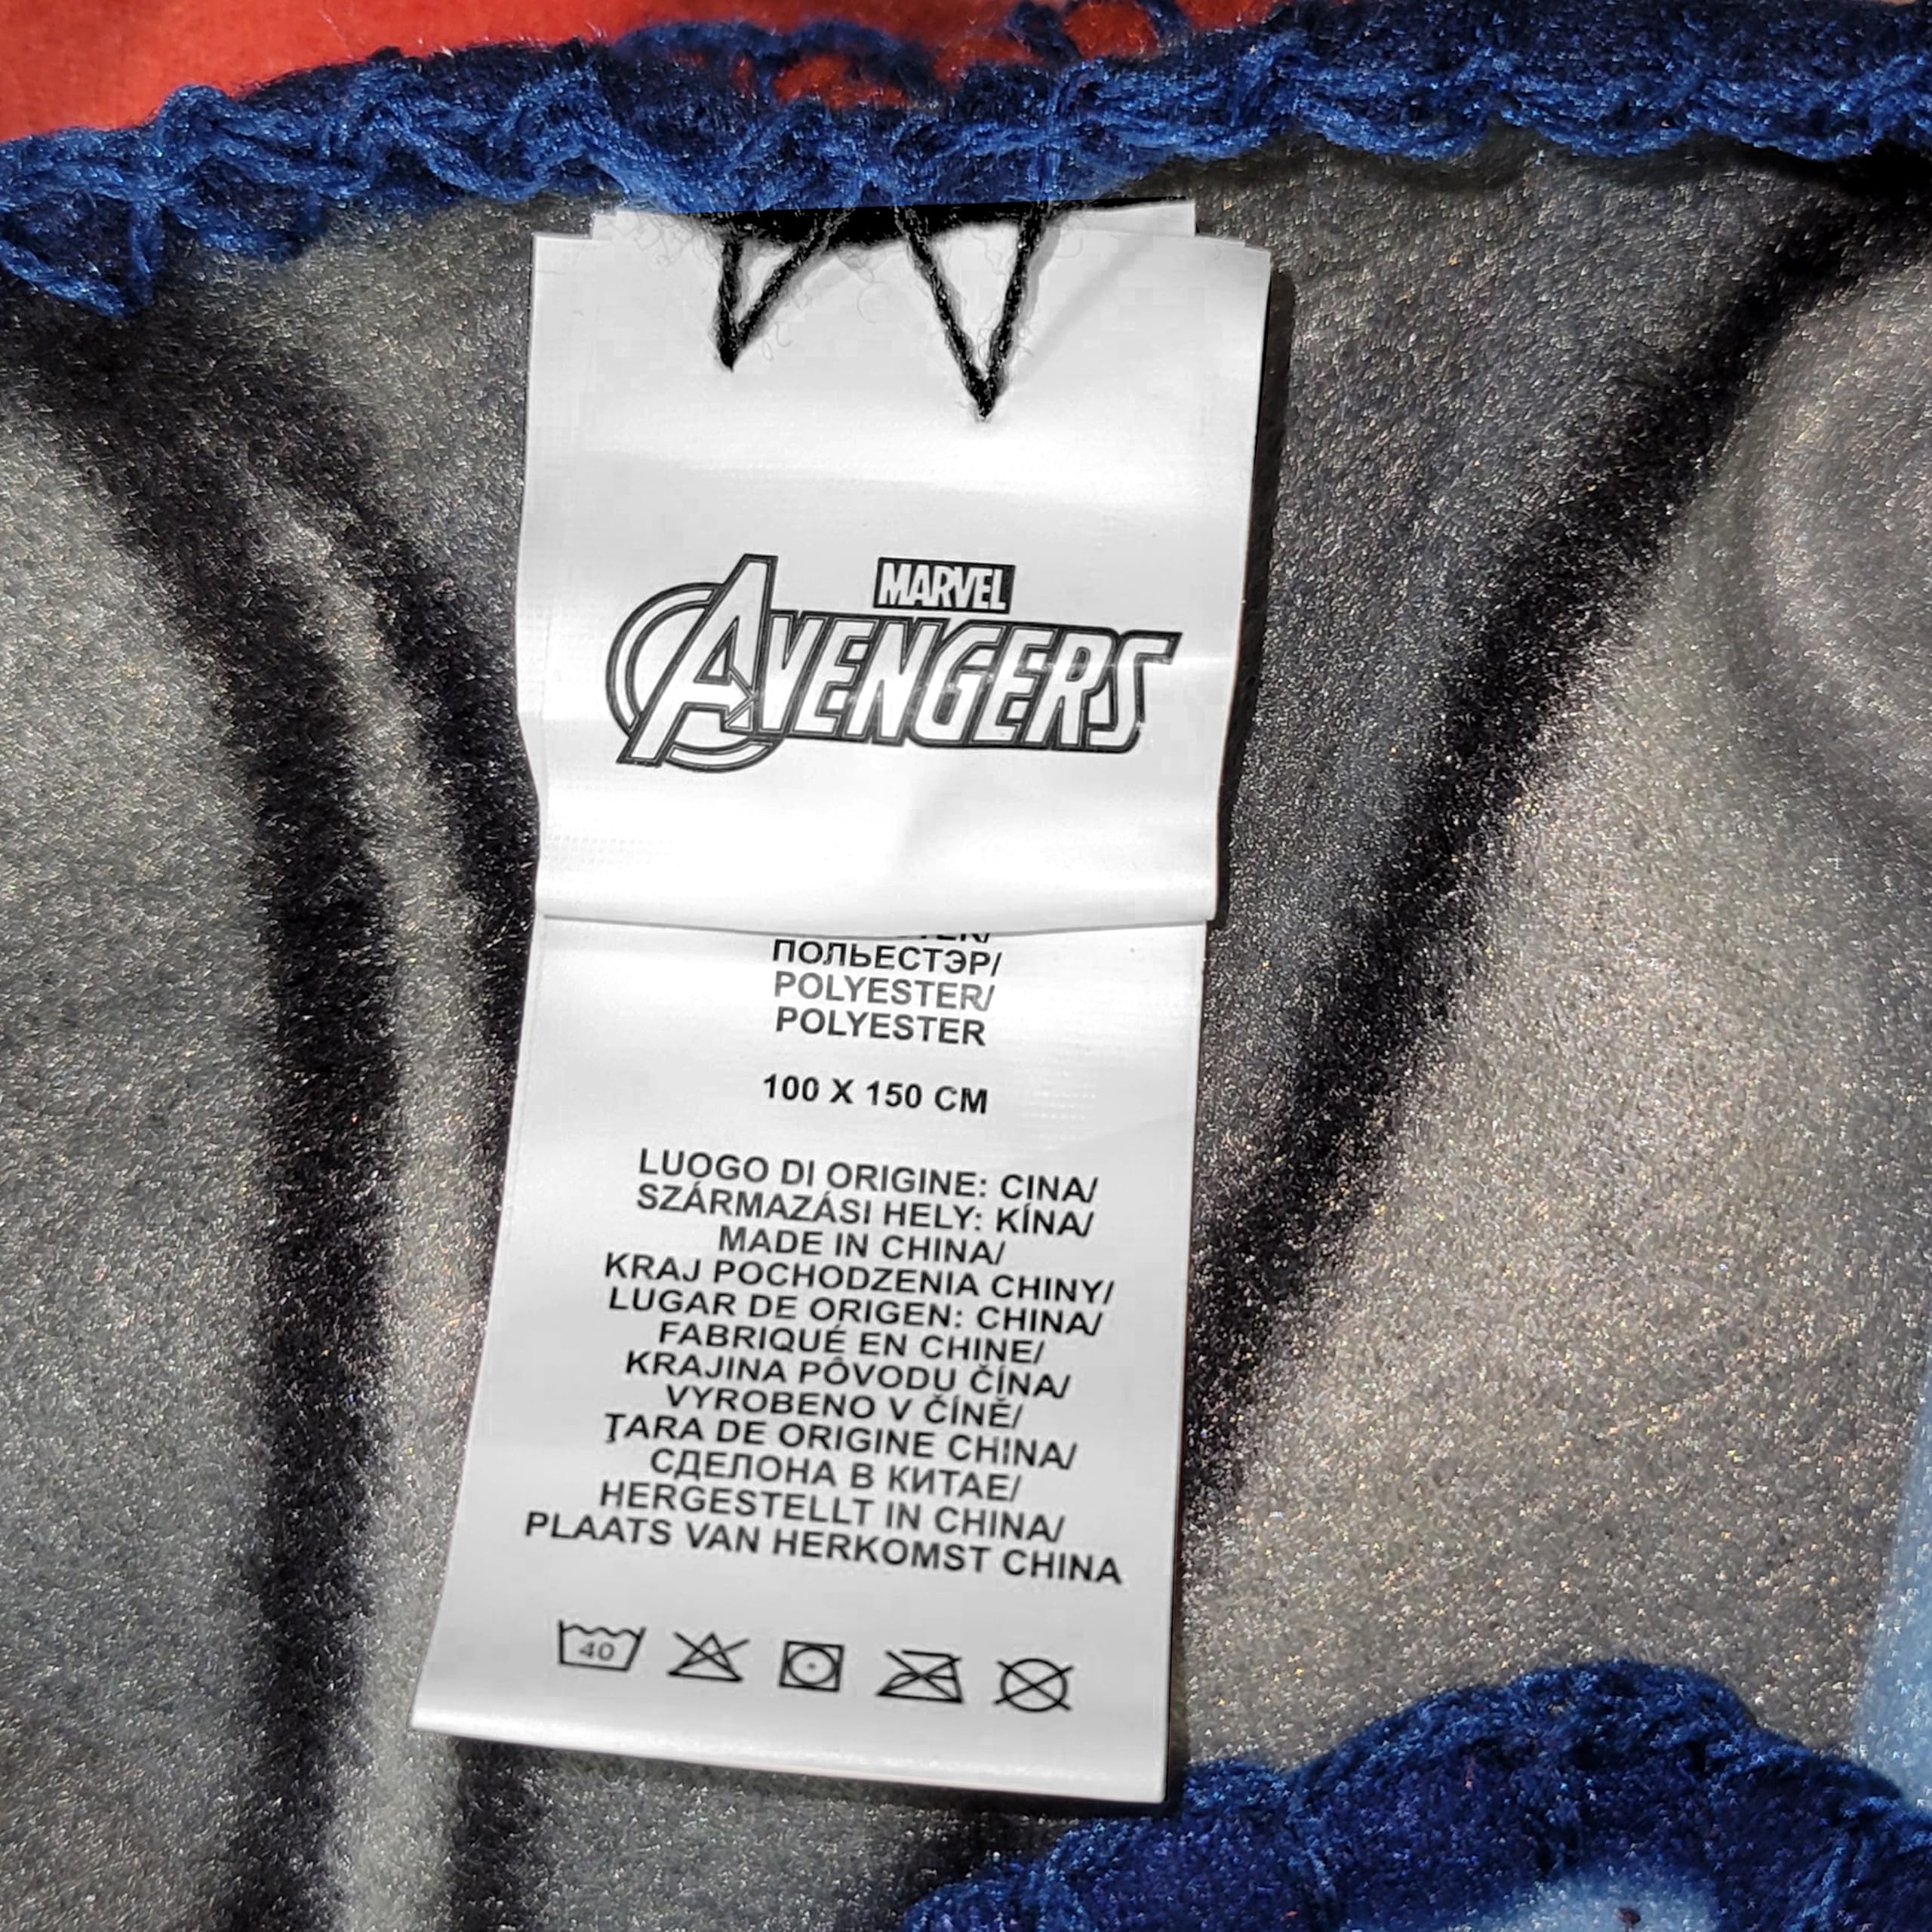 MARVEL
AVENGERS
ПОЛЬЕСТЭР/
POLYESTER/
POLYESTER
100 X 150 CM
LUOGO DI ORIGINE: CINA/
SZÁRMAZÁSI HELY: KÍNA/
MADE IN CHINA/
KRAJ POCHODZENIA CHINY/
LUGAR DE ORIGEN: CHINA/
FABRIQUÉ EN CHINE/
KRAJINA PÔVODU ČÍNA/
VYROBENO V ČÍNĚ/
ŢARA DE ORIGINE CHINA/
СДЕЛОНА В КИТАЕ/
HERGESTELLT IN CHINA/
PLAATS VAN HERKOMST CHINA
40